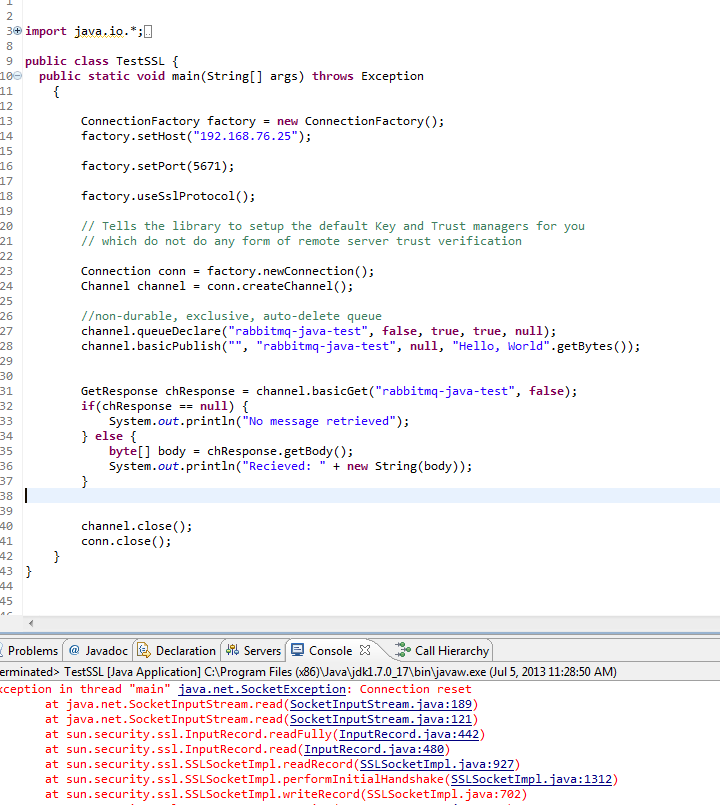 1
2
3 import java.io.*;
8
9 public class TestSSL {
10 public static void main(String[] args) throws Exception
11 {
12
13 ConnectionFactory factory = new ConnectionFactory();
14 factory.setHost("192.168.76.25");
15
16 factory.setPort(5671);
17
18 factory.useSslProtocol();
19
20 // Tells the library to setup the default Key and Trust managers for you
21 // which do not do any form of remote server trust verification
22
23 Connection conn = factory.newConnection();
24 Channel channel = conn.createChannel();
25
26 //non-durable, exclusive, auto-delete queue
27 channel.queueDeclare("rabbitmq-java-test", false, true, true, null);
28 channel.basicPublish("", "rabbitmq-java-test", null, "Hello, World".getBytes());
29
30
31 GetResponse chResponse = channel.basicGet("rabbitmq-java-test", false);
32 if(chResponse == null) {
33 System.out.println("No message retrieved");
34 } else {
35 byte[] body = chResponse.getBody();
36 System.out.println("Recieved: " + new String(body));
37 }
38
39
40 channel.close();
41 conn.close();
42 }
43 }
44
45
Problems @ Javadoc Declaration Servers Console Call Hierarchy
erminated> TestSSL [Java Application] C:\Program Files (x86)\Java\jdk1.7.0_17\bin\javaw.exe (Jul 5, 2013 11:28:50 AM)
xception in thread "main" java.net.SocketException: Connection reset
at java.net.SocketInputStream.read(SocketInputStream.java:189)
at java.net.SocketInputStream.read(SocketInputStream.java:121)
at sun.security.ssl.InputRecord.readFully(InputRecord.java:442)
at sun.security.ssl.InputRecord.read(InputRecord.java:480)
at sun.security.ssl.SSLSocketImpl.readRecord(SSLSocketImpl.java:927)
at sun.security.ssl.SSLSocketImpl.performInitialHandshake(SSLSocketImpl.java:1312)
at sun.security.ssl.SSLSocketImpl.writeRecord(SSLSocketImpl.java:702)